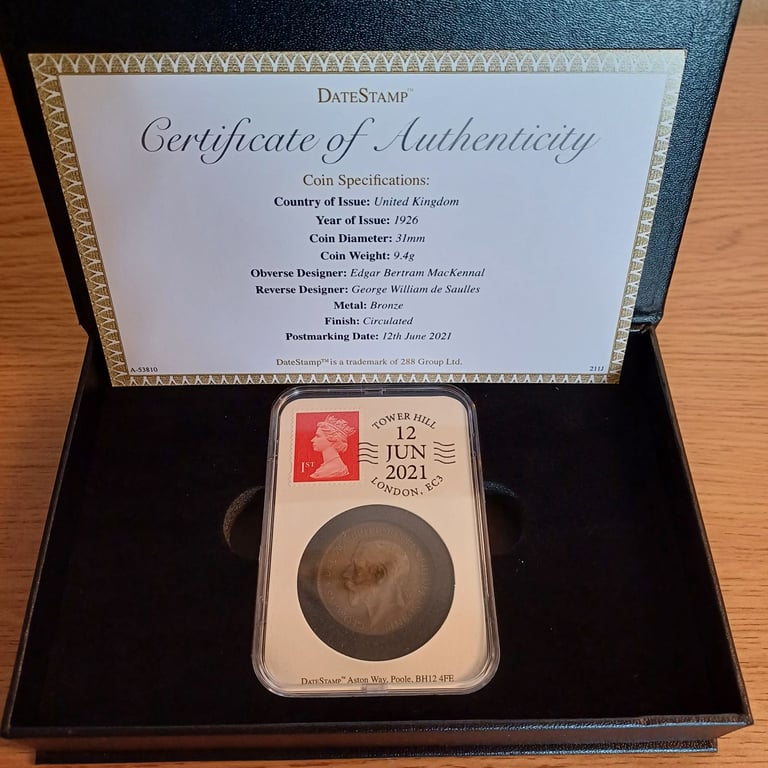 DATESTAMP™
Certificate of Authenticity
Coin Specifications:
Country of Issue: United Kingdom
Year of Issue: 1926
Coin Diameter: 31mm
Coin Weight: 9.4g
Obverse Designer: Edgar Bertram MacKennal
Reverse Designer: George William de Saulles
Metal: Bronze
Finish: Circulated
Postmarking Date: 12th June 2021
DateStamp™ is a trademark of 288 Group Ltd.
A-53810
211J
1ST
TOWER HILL
12
JUN
2021
LONDON, EC3
DATESTAMP™ Aston Way, Poole, BH12 4FE